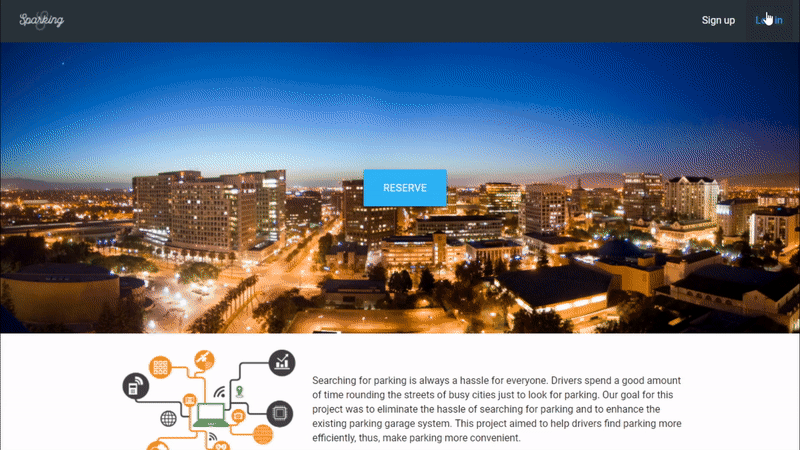 Sparking
Sign up
Log in
RESERVE
Searching for parking is always a hassle for everyone. Drivers spend a good amount
of time rounding the streets of busy cities just to look for parking. Our goal for this
project was to eliminate the hassle of searching for parking and to enhance the
existing parking garage system. This project aimed to help drivers find parking more
efficiently, thus, make parking more convenient.